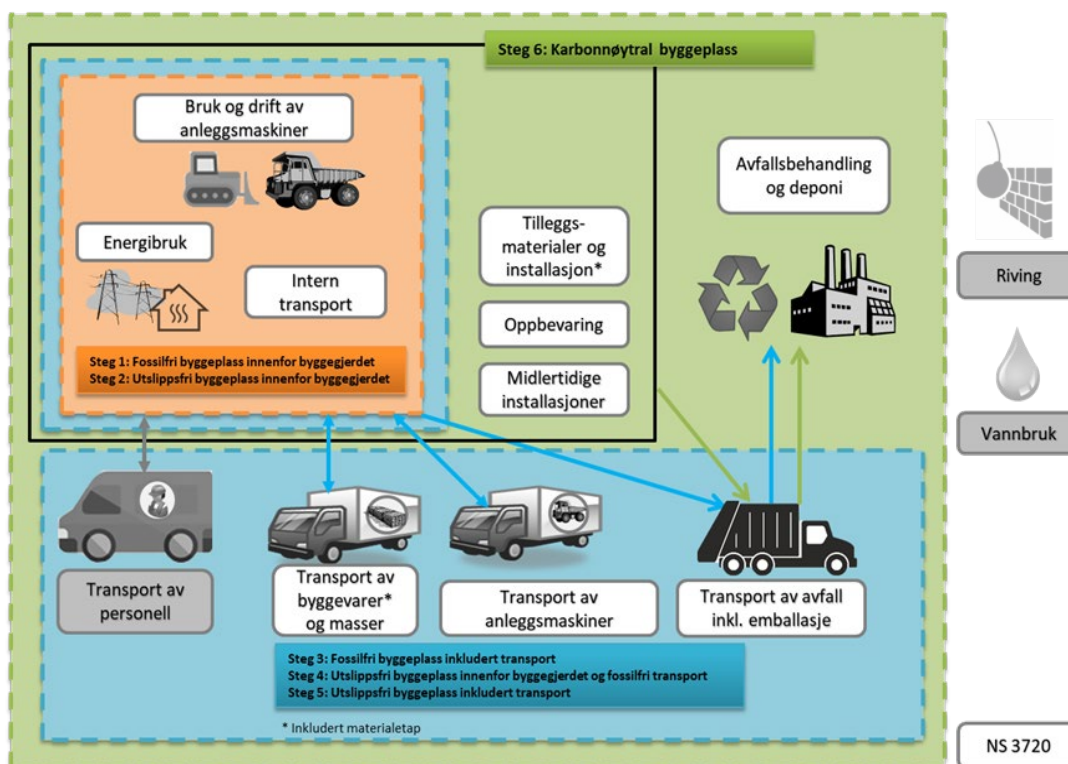 Steg 6: Karbonnøytral byggeplass
Bruk og drift av
anleggsmaskiner
Energibruk
Intern
transport
Steg 1: Fossilfri byggeplass innenfor byggegjerdet
Steg 2: Utslippsfri byggeplass innenfor byggegjerdet
Tilleggs-
materialer og
installasjon*
Oppbevaring
Midlertidige
installasjoner
Avfallsbehandling
og deponi
Riving
Vannbruk
Transport av
personell
Transport av
byggevarer*
og masser
Transport av
anleggsmaskiner
Transport av avfall
inkl. emballasje
Steg 3: Fossilfri byggeplass inkludert transport
Steg 4: Utslippsfri byggeplass innenfor byggegjerdet og fossilfri transport
Steg 5: Utslippsfri byggeplass inkludert transport
* Inkludert materialetap
NS 3720